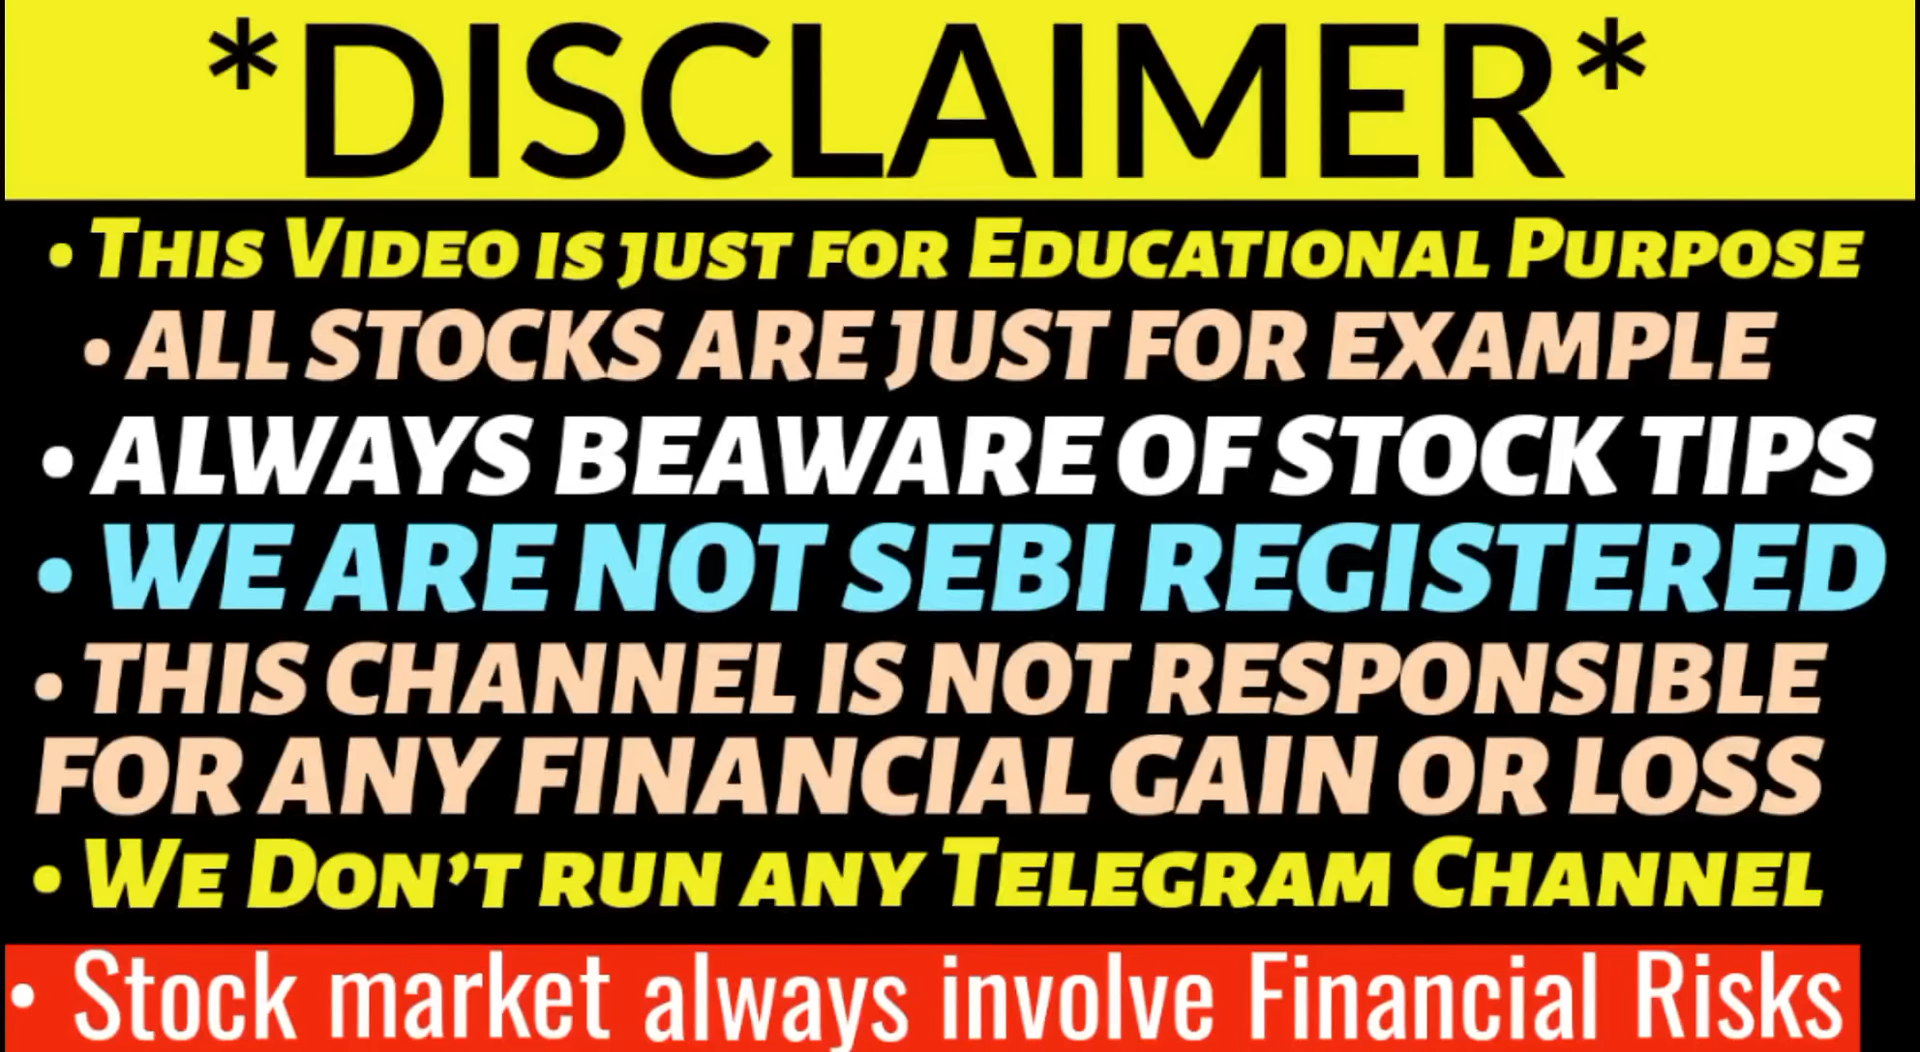 *DISCLAIMER*
• THIS VIDEO IS JUST FOR EDUCATIONAL PURPOSE
• ALL STOCKS ARE JUST FOR EXAMPLE
• ALWAYS BEAWARE OF STOCK TIPS
• WE ARE NOT SEBI REGISTERED
• THIS CHANNEL IS NOT RESPONSIBLE
FOR ANY FINANCIAL GAIN OR LOSS
• WE DON'T RUN ANY TELEGRAM CHANNEL
• Stock market always involve Financial Risks